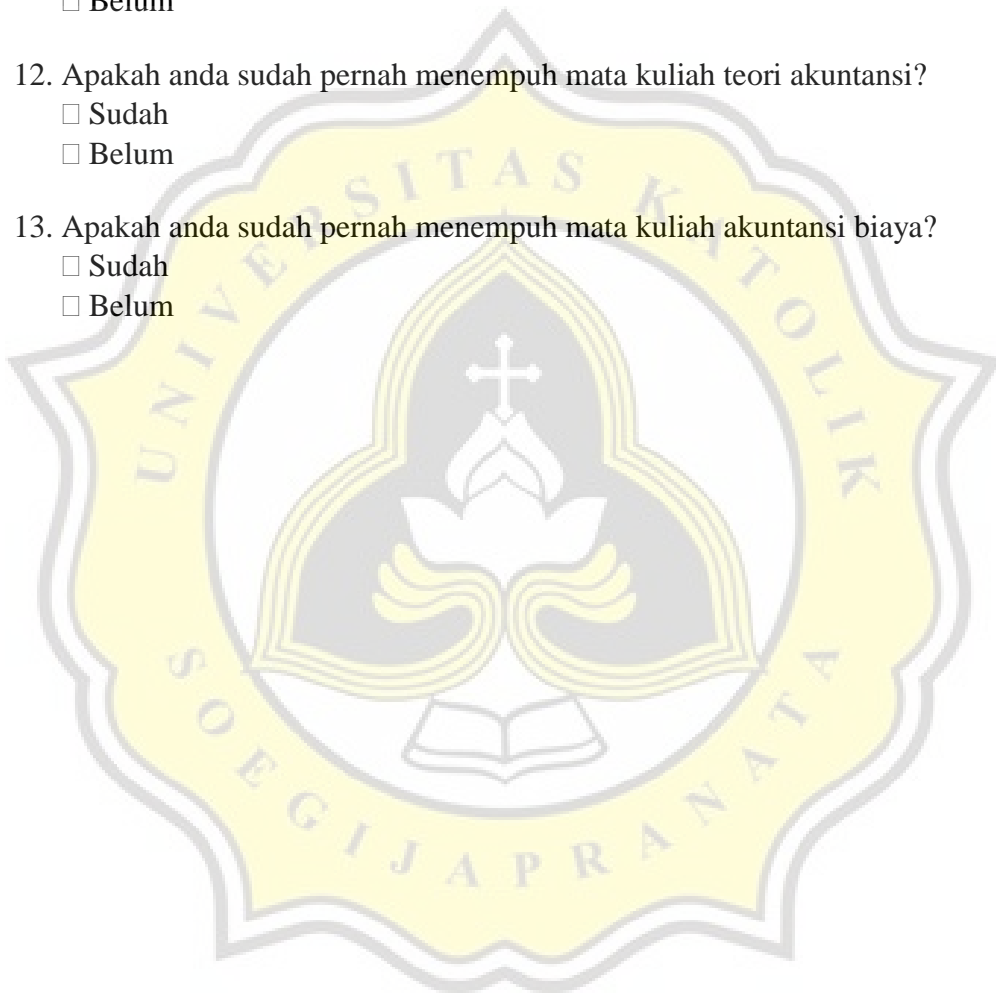 □ Belum
12. Apakah anda sudah pernah menempuh mata kuliah teori akuntansi?
□ Sudah
□ Belum
13. Apakah anda sudah pernah menempuh mata kuliah akuntansi biaya?
□ Sudah
□ Belum
UNIVERSITAS KATOLIK
SOEGIJAPRANATA